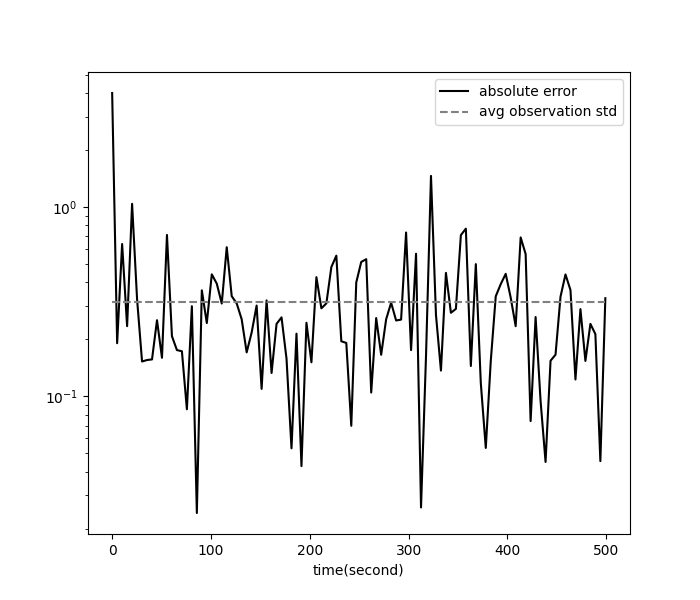 absolute error
avg observation std
10^0
10^-1
0 100 200 300 400 500
time(second)